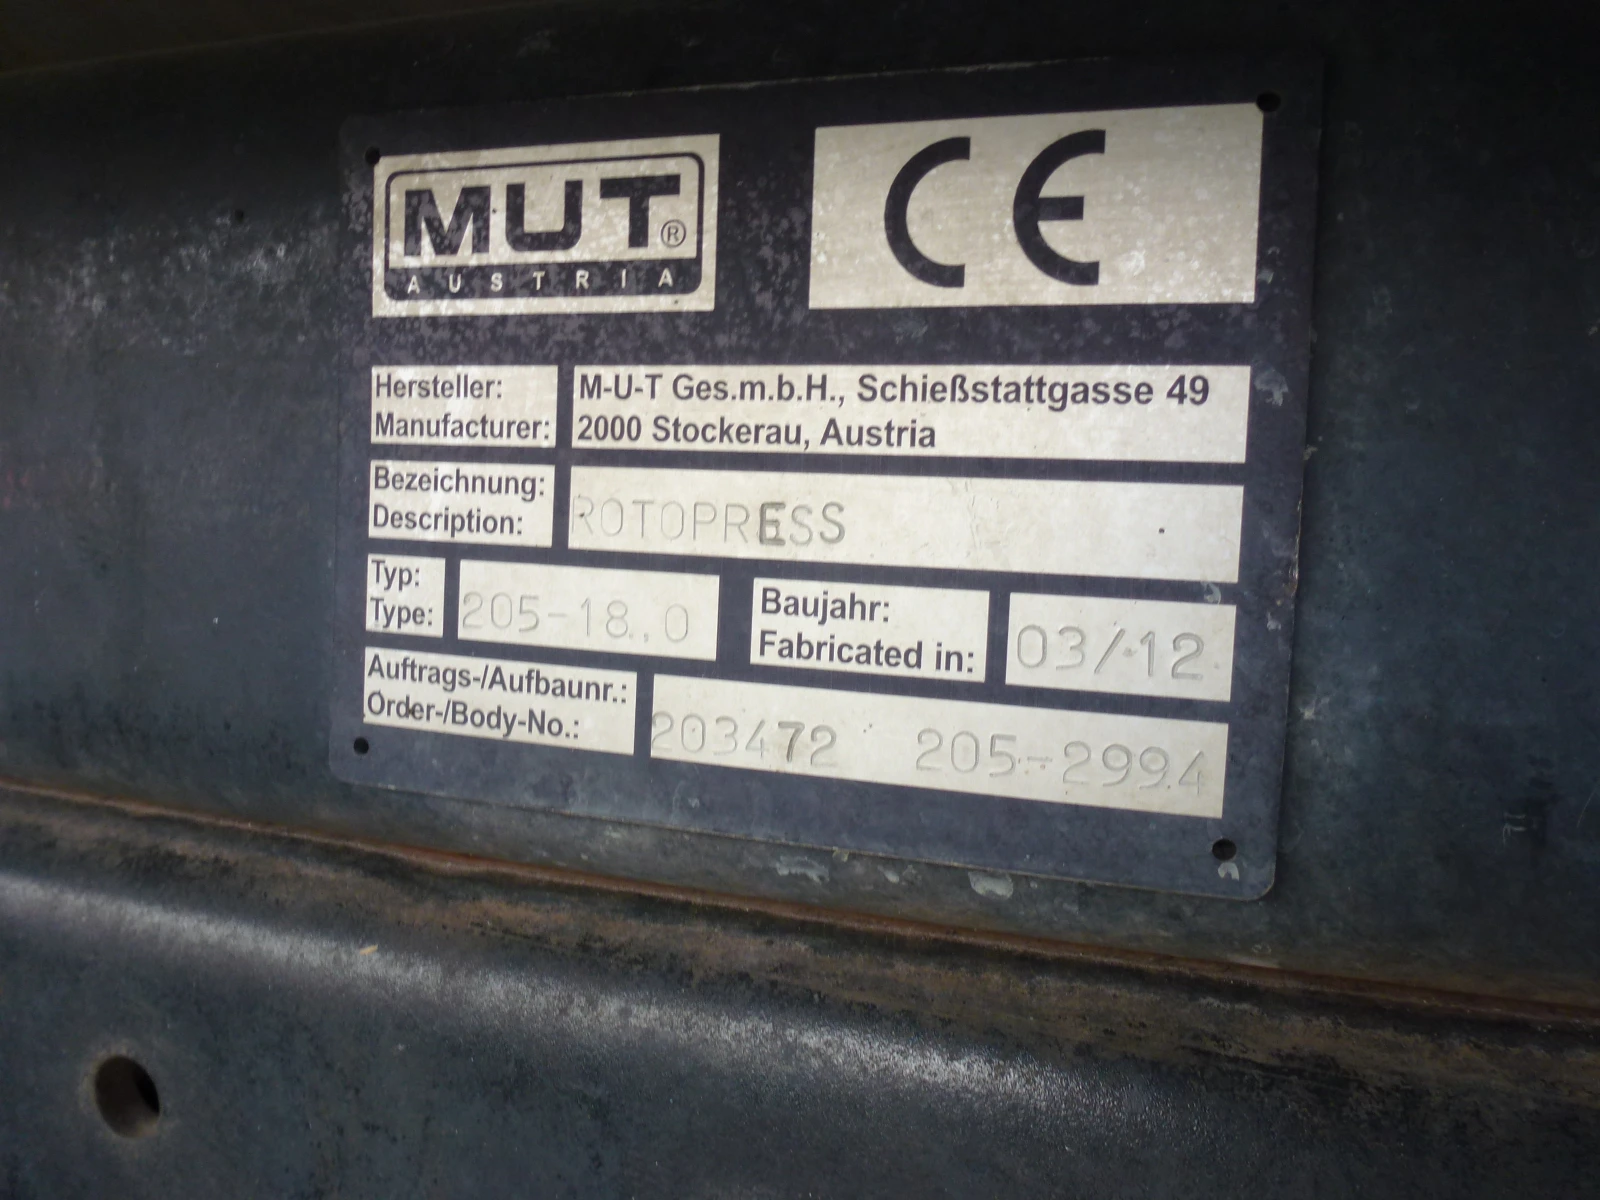 MUT®
AUSTRIA
CE
Hersteller:
Manufacturer:
M-U-T Ges.m.b.H., Schießstattgasse 49
2000 Stockerau, Austria
Bezeichnung:
Description:
ROTOPRESS
Typ:
Type:
205-18.0
Baujahr:
Fabricated in:
03/12
Auftrags-/Aufbaunr.:
Order-/Body-No.:
203472 205-2994